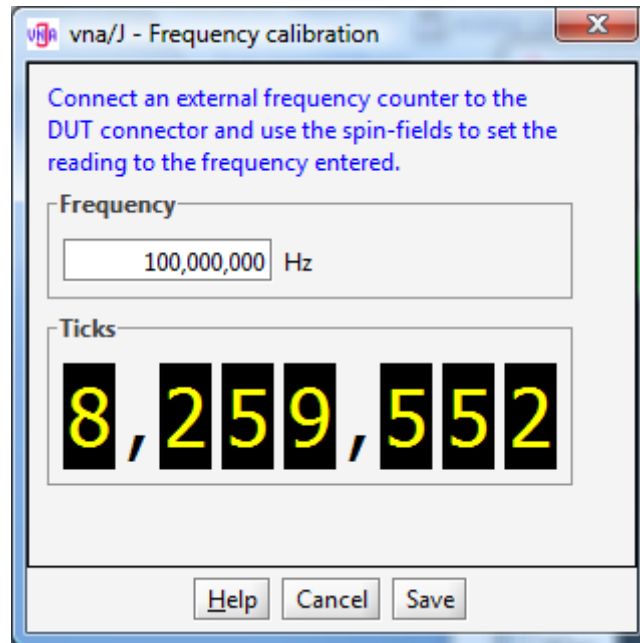 VNA vna/J - Frequency calibration
Connect an external frequency counter to the
DUT connector and use the spin-fields to set the
reading to the frequency entered.
Frequency
100,000,000 Hz
Ticks
8,259,552
Help Cancel Save